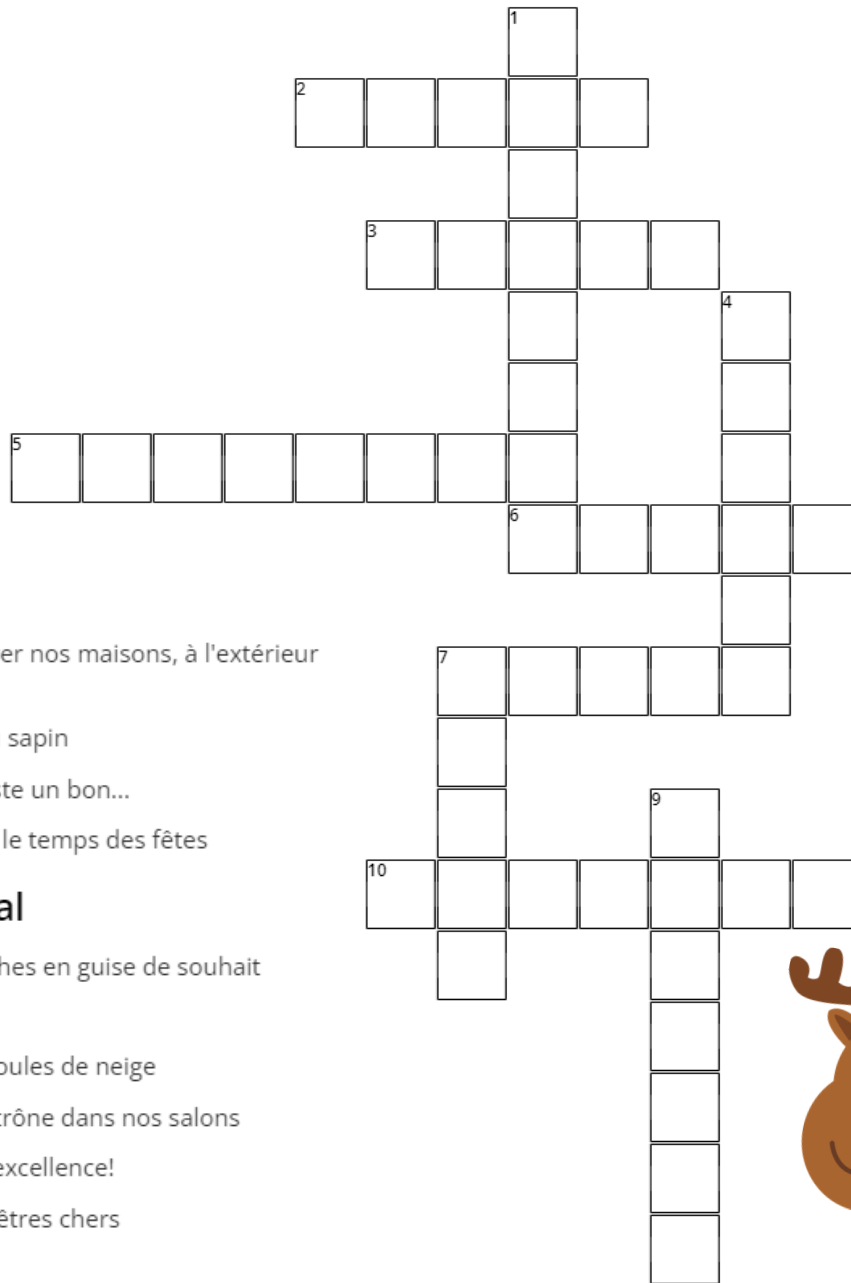 1
2
3
4
5
6
er nos maisons, à l'extérieur
7
sapin
ste un bon...
9
le temps des fêtes
10
al
hes en guise de souhait
oules de neige
trône dans nos salons
excellence!
êtres chers